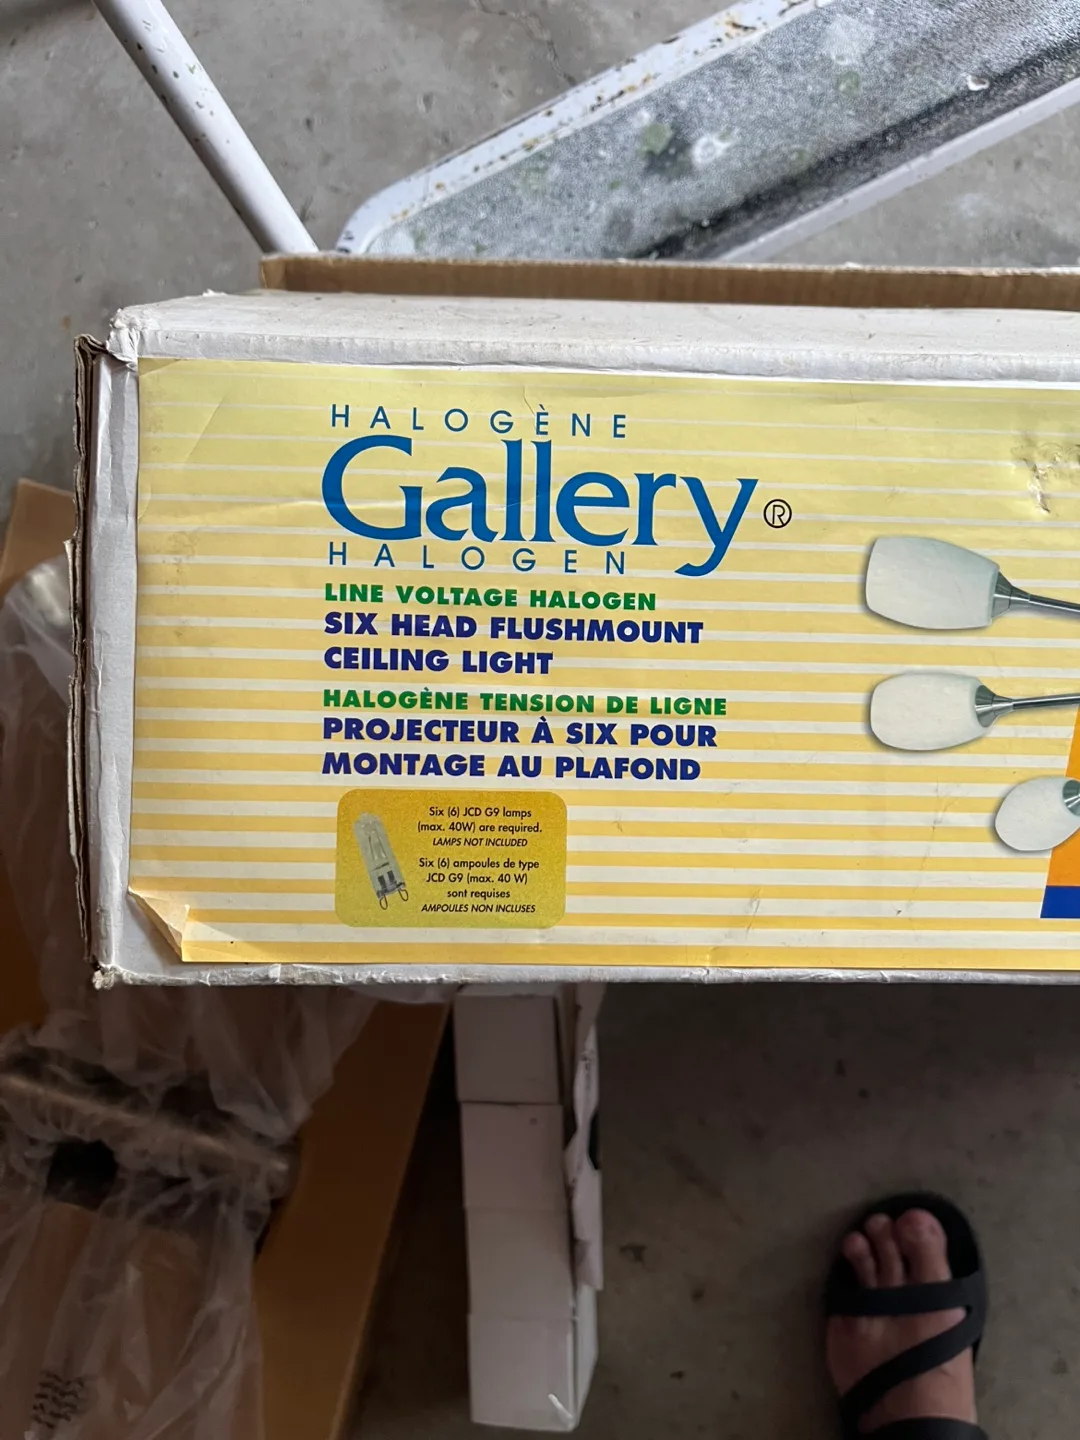 HALOGÈNE
Gallery®
HALOGEN
LINE VOLTAGE HALOGEN
SIX HEAD FLUSHMOUNT
CEILING LIGHT
HALOGÈNE TENSION DE LIGNE
PROJECTEUR À SIX POUR
MONTAGE AU PLAFOND
Six (6) JCD G9 lamps
(max. 40W) are required.
LAMPS NOT INCLUDED
Six (6) ampoules de type
JCD G9 (max. 40 W)
sont requises
AMPOULES NON INCLUSES